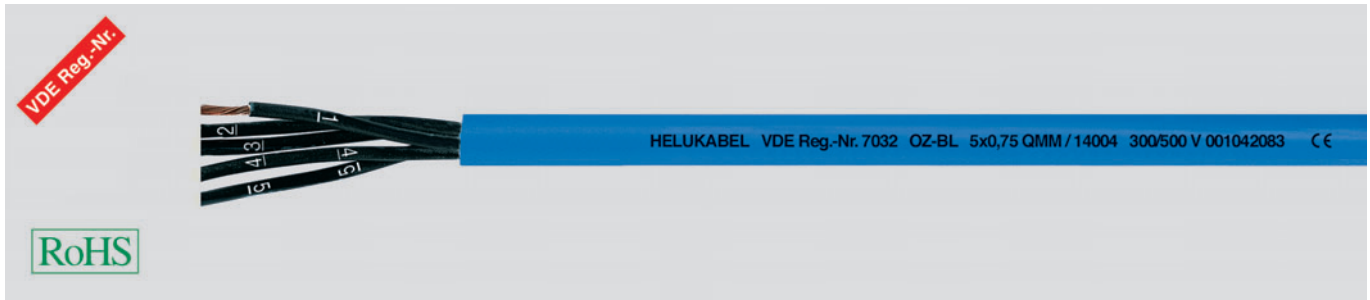 VDE Reg.-Nr.
1
2
3
4 4
5 5
HELUKABEL VDE Reg.-Nr. 7032 OZ-BL 5x0,75 QMM / 14004 300/500 V 001042083 CE
RoHS